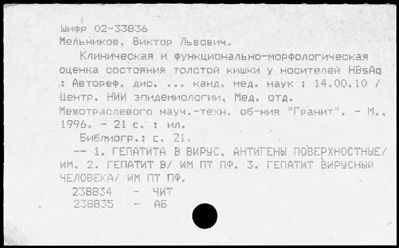 Шифр 02-33836
Мельников, Виктор Львович.
Клиническая и функционально-морфологическая
оценка состояния толстой кишки у носителей HBsAg
: Автореф. дис. ... канд. мед. наук : 14.00.10 /
Центр. НИИ эпидемиологии, Мед. отд.
Межотраслевого науч.-техн. об-ния "Гранит". - М.,
1996. - 21 с. : ил.
Библиогр.: с. 21.
-- 1. ГЕПАТИТА В ВИРУС, АНТИГЕНЫ ПОВЕРХНОСТНЫЕ/
ИМ. 2. ГЕПАТИТ В/ ИМ ПТ ПФ. 3. ГЕПАТИТ ВИРУСНЫЙ
ЧЕЛОВЕКА/ ИМ ПТ ПФ.
238834 - ЧИТ
238835 - АБ